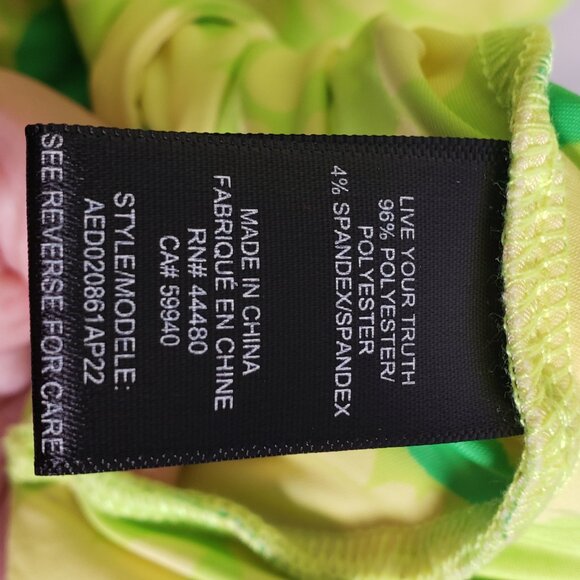 LIVE YOUR TRUTH
96% POLYESTER/
POLYESTER
4% SPANDEX/SPANDEX
MADE IN CHINA
FABRIQUÉ EN CHINE
RN# 44480
CA# 59940
STYLE/MODELE:
AED020861AP22
SEE REVERSE FOR CARE